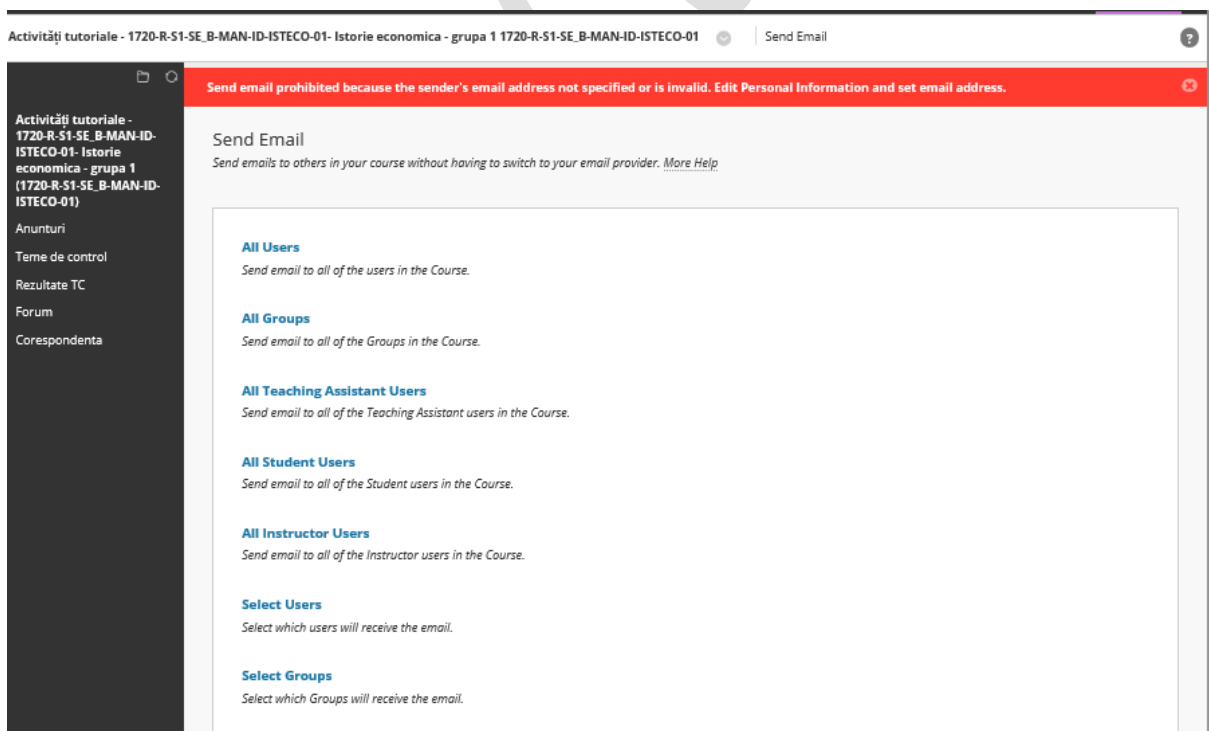 Activități tutoriale - 1720-R-S1-SE_B-MAN-ID-ISTECO-01- Istorie economica - grupa 1 1720-R-S1-SE_B-MAN-ID-ISTECO-01 Send Email
Send email prohibited because the sender's email address not specified or is invalid. Edit Personal Information and set email address.
Activități tutoriale -
1720-R-S1-SE_B-MAN-ID-
ISTECO-01- Istorie
economica - grupa 1
(1720-R-S1-SE_B-MAN-ID-
ISTECO-01)
Anunturi
Teme de control
Rezultate TC
Forum
Corespondenta
Send Email
Send emails to others in your course without having to switch to your email provider. More Help
All Users
Send email to all of the users in the Course.
All Groups
Send email to all of the Groups in the Course.
All Teaching Assistant Users
Send email to all of the Teaching Assistant users in the Course.
All Student Users
Send email to all of the Student users in the Course.
All Instructor Users
Send email to all of the Instructor users in the Course.
Select Users
Select which users will receive the email.
Select Groups
Select which Groups will receive the email.